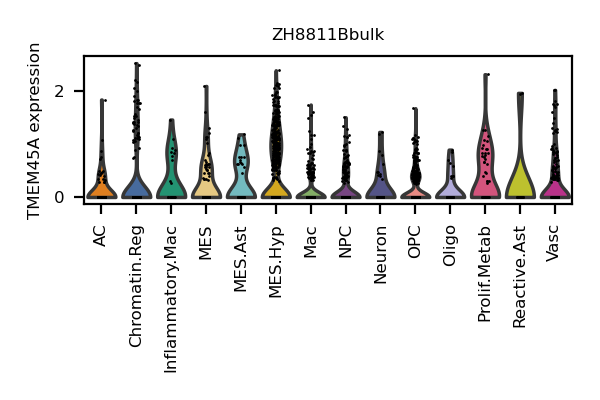 ZH8811Bbulk
TMEM45A expression
2
0
AC
Chromatin.Reg
Inflammatory.Mac
MES
MES.Ast
MES.Hyp
Mac
NPC
Neuron
OPC
Oligo
Prolif.Metab
Reactive.Ast
Vasc